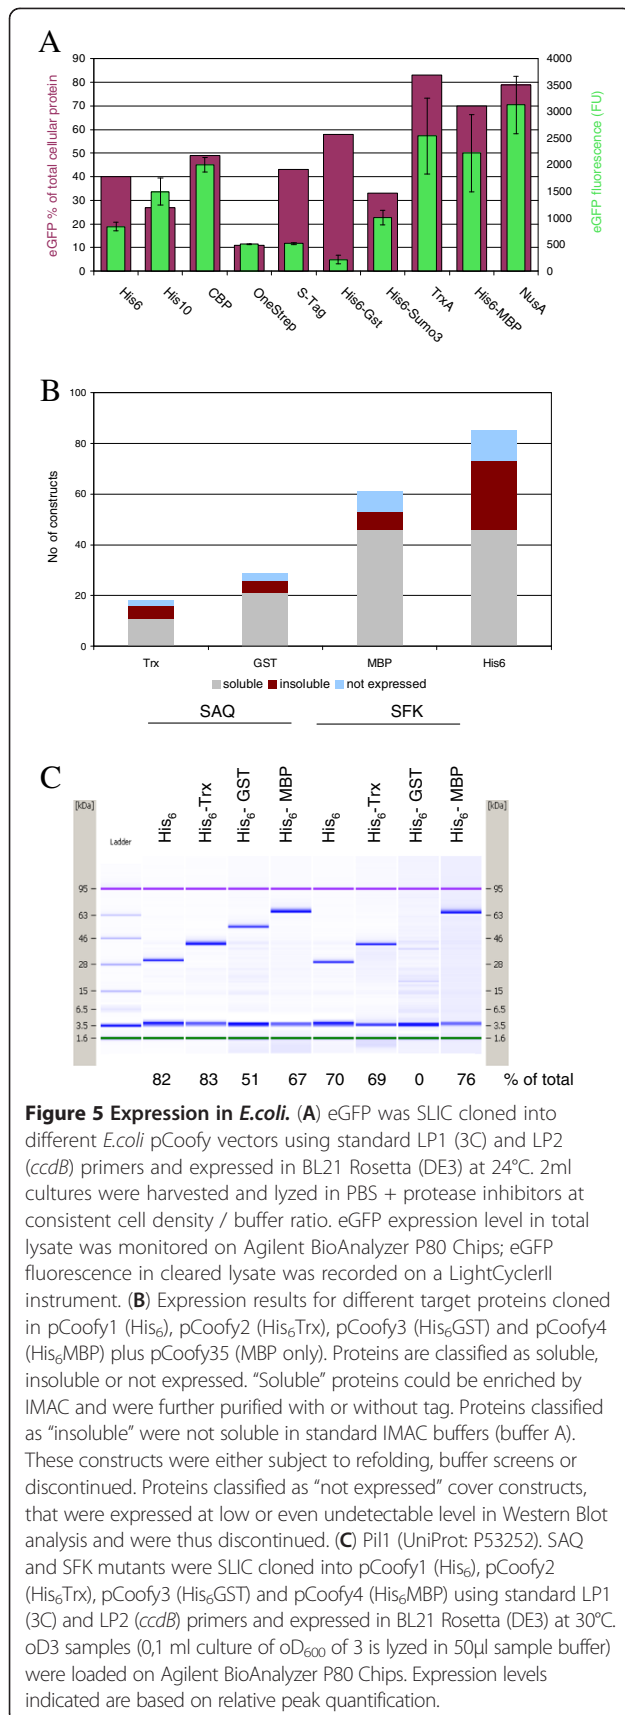 A
eGFP % of total cellular protein
90
80
70
60
50
40
30
20
10
0
4000
3500
3000
2500
2000
1500
1000
500
0
eGFP fluorescence (FU)
His6
His10
CBP
OneStrep
S-Tag
His6-Gst
His6-Sumo3
TrxA
His6-MBP
NusA
B
No of constructs
100
80
60
40
20
0
Trx GST MBP His6
soluble insoluble not expressed
SAQ SFK
C
His6 His6-Trx His6- GST His6- MBP His6 His6-Trx His6- GST His6- MBP
[kDa] Ladder [kDa]
95 95
63 63
46 46
28 28
15 15
6.5 6.5
3.5 3.5
1.6 1.6
82 83 51 67 70 69 0 76 % of total
Figure 5 Expression in E.coli. (A) eGFP was SLIC cloned into
different E.coli pCoofy vectors using standard LP1 (3C) and LP2
(ccdB) primers and expressed in BL21 Rosetta (DE3) at 24°C. 2ml
cultures were harvested and lyzed in PBS + protease inhibitors at
consistent cell density / buffer ratio. eGFP expression level in total
lysate was monitored on Agilent BioAnalyzer P80 Chips; eGFP
fluorescence in cleared lysate was recorded on a LightCyclerII
instrument. (B) Expression results for different target proteins cloned
in pCoofy1 (His6), pCoofy2 (His6Trx), pCoofy3 (His6GST) and pCoofy4
(His6MBP) plus pCoofy35 (MBP only). Proteins are classified as soluble,
insoluble or not expressed. “Soluble” proteins could be enriched by
IMAC and were further purified with or without tag. Proteins classified
as “insoluble” were not soluble in standard IMAC buffers (buffer A).
These constructs were either subject to refolding, buffer screens or
discontinued. Proteins classified as “not expressed” cover constructs,
that were expressed at low or even undetectable level in Western Blot
analysis and were thus discontinued. (C) Pil1 (UniProt: P53252). SAQ
and SFK mutants were SLIC cloned into pCoofy1 (His6), pCoofy2
(His6Trx), pCoofy3 (His6GST) and pCoofy4 (His6MBP) using standard LP1
(3C) and LP2 (ccdB) primers and expressed in BL21 Rosetta (DE3) at 30°C.
oD3 samples (0,1 ml culture of oD600 of 3 is lyzed in 50μl sample buffer)
were loaded on Agilent BioAnalyzer P80 Chips. Expression levels
indicated are based on relative peak quantification.